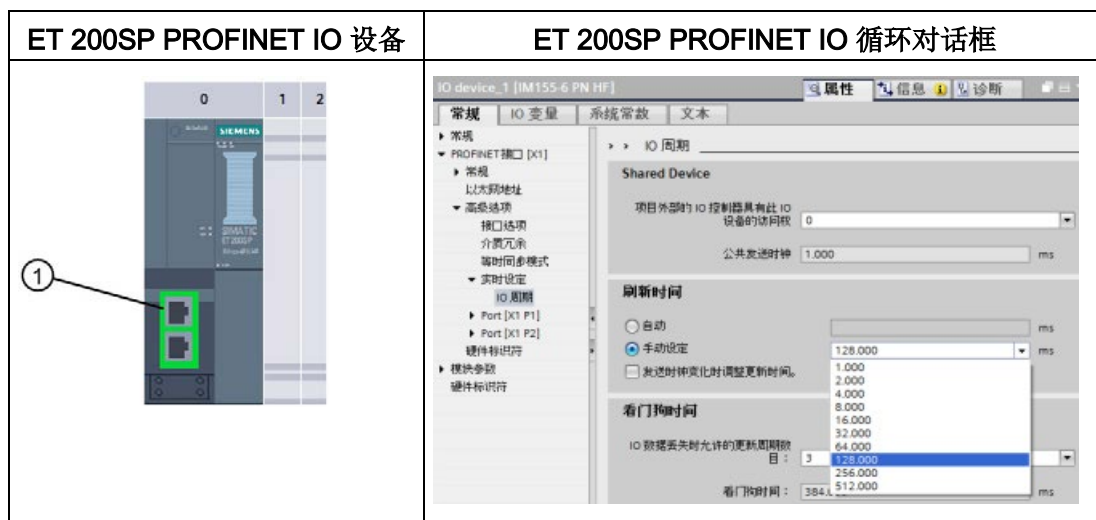 ET 200SP PROFINET IO 设备
ET 200SP PROFINET IO 循环对话框
0 1 2
SIEMENS
SIMATIC
ET200SP
①
IO device_1 [IM155-6 PN HF]
属性 信息 诊断
常规 IO 变量 系统常数 文本
常规
PROFINET接口 [X1]
常规
以太网地址
高级选项
接口选项
介质冗余
等时同步模式
实时设定
IO 周期
Port [X1 P1]
Port [X1 P2]
硬件标识符
模块参数
硬件标识符
> > IO 周期
Shared Device
项目外部的 IO 控制器具有此 IO
设备的访问权 0
公共发送时钟 1.000 ms
刷新时间
自动 ms
手动设定 128.000 ms
发送时钟变化时调整更新时间。
1.000
2.000
4.000
8.000
16.000
32.000
64.000
128.000
256.000
512.000
看门狗时间
IO 数据丢失时允许的更新周期数
目： 3
看门狗时间： 384. ms